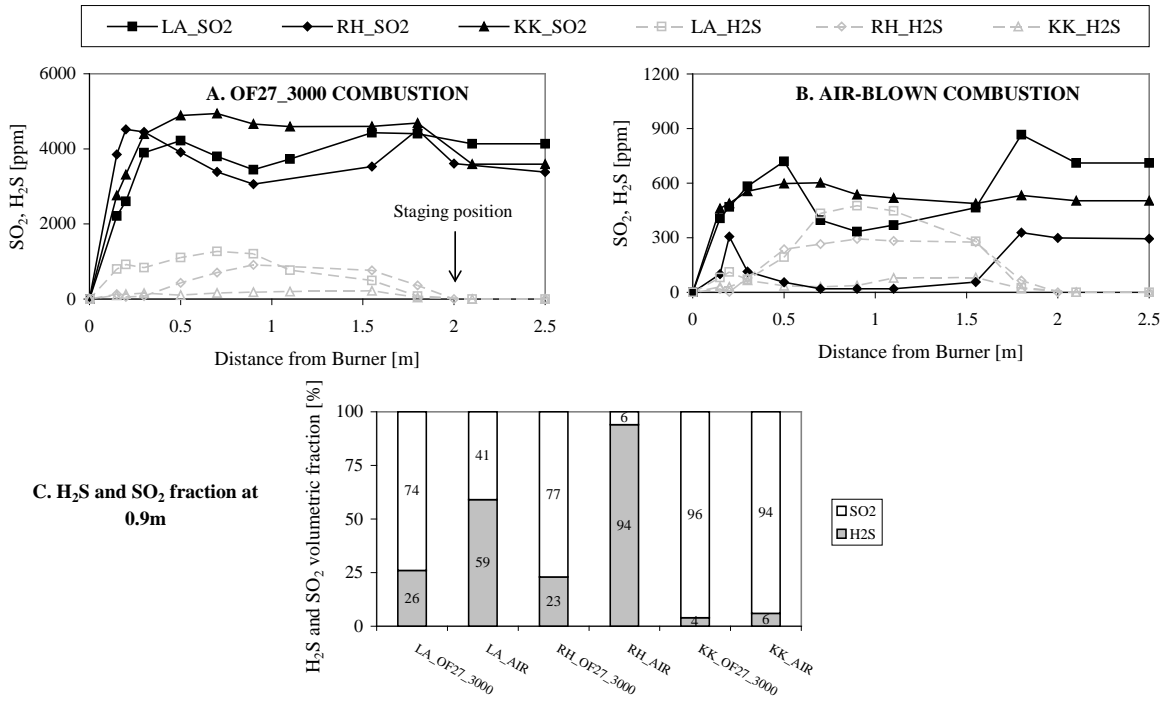 LA_SO2 RH_SO2 KK_SO2 LA_H2S RH_H2S KK_H2S
A. OF27_3000 COMBUSTION
SO₂, H₂S [ppm]
6000
4000
2000
0
Staging position
0 0.5 1 1.5 2 2.5
Distance from Burner [m]
B. AIR-BLOWN COMBUSTION
SO₂, H₂S [ppm]
1200
900
600
300
0
0 0.5 1 1.5 2 2.5
Distance from Burner [m]
C. H₂S and SO₂ fraction at
0.9m
H₂S and SO₂ volumetric fraction [%]
100
75
50
25
0
74 41 77 6 96 94
26 59 23 94 4 6
LA_OF27_3000 LA_AIR RH_OF27_3000 RH_AIR KK_OF27_3000 KK_AIR
SO2
H2S